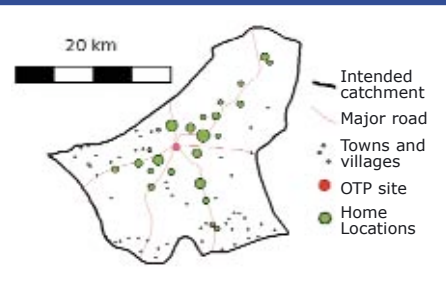 20 km
Intended
catchment
Major road
Towns and
villages
OTP site
Home
Locations